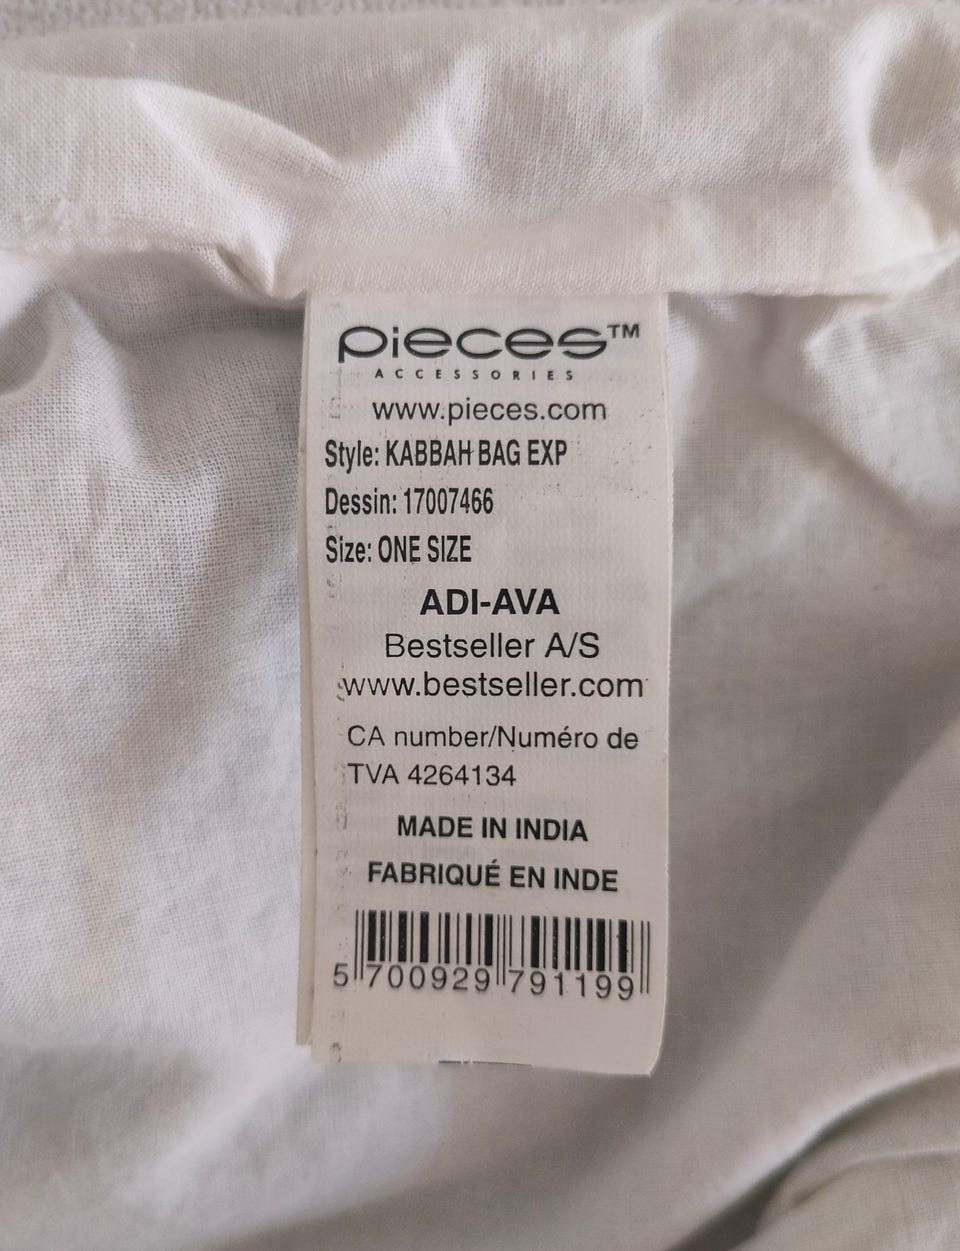 pieces™
ACCESSORIES
www.pieces.com
Style: KABBAH BAG EXP
Dessin: 17007466
Size: ONE SIZE
ADI-AVA
Bestseller A/S
www.bestseller.com
CA number/Numéro de
TVA 4264134
MADE IN INDIA
FABRIQUÉ EN INDE
5 700929 791199